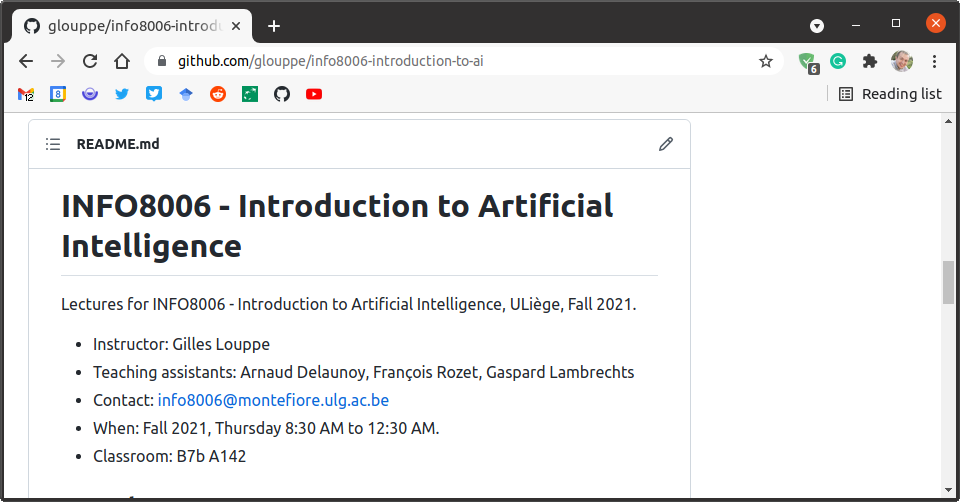 glouppe/info8006-introdu
github.com/glouppe/info8006-introduction-to-ai
6
12
8
Reading list
README.md
INFO8006 - Introduction to Artificial
Intelligence
Lectures for INFO8006 - Introduction to Artificial Intelligence, ULiège, Fall 2021.
Instructor: Gilles Louppe
Teaching assistants: Arnaud Delaunoy, François Rozet, Gaspard Lambrechts
Contact: info8006@montefiore.ulg.ac.be
When: Fall 2021, Thursday 8:30 AM to 12:30 AM.
Classroom: B7b A142